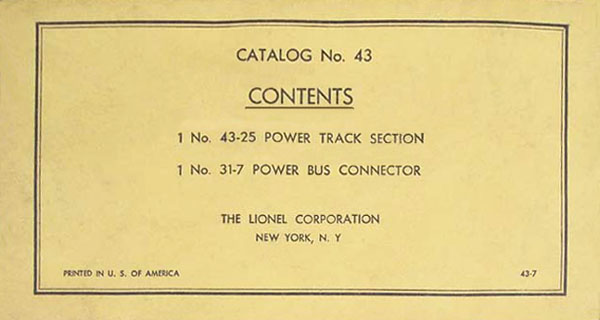 CATALOG No. 43
CONTENTS
1 No. 43-25 POWER TRACK SECTION
1 No. 31-7 POWER BUS CONNECTOR
THE LIONEL CORPORATION
NEW YORK, N. Y
PRINTED IN U. S. OF AMERICA
43-7